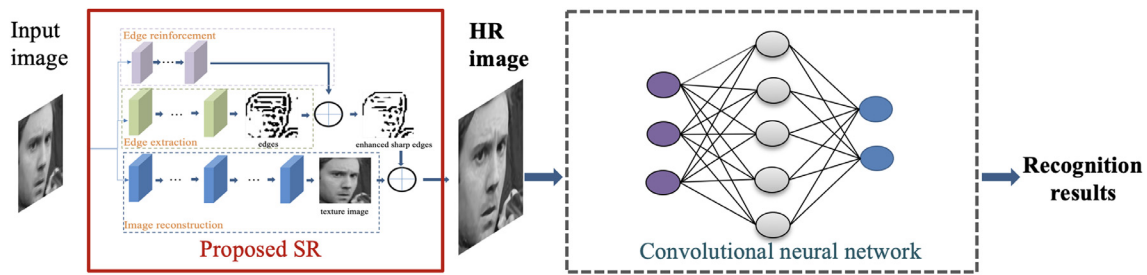 Input
image
Edge reinforcement
Edge extraction
edges
enhanced sharp edges
texture image
Image reconstruction
Proposed SR
HR
image
Convolutional neural network
Recognition
results